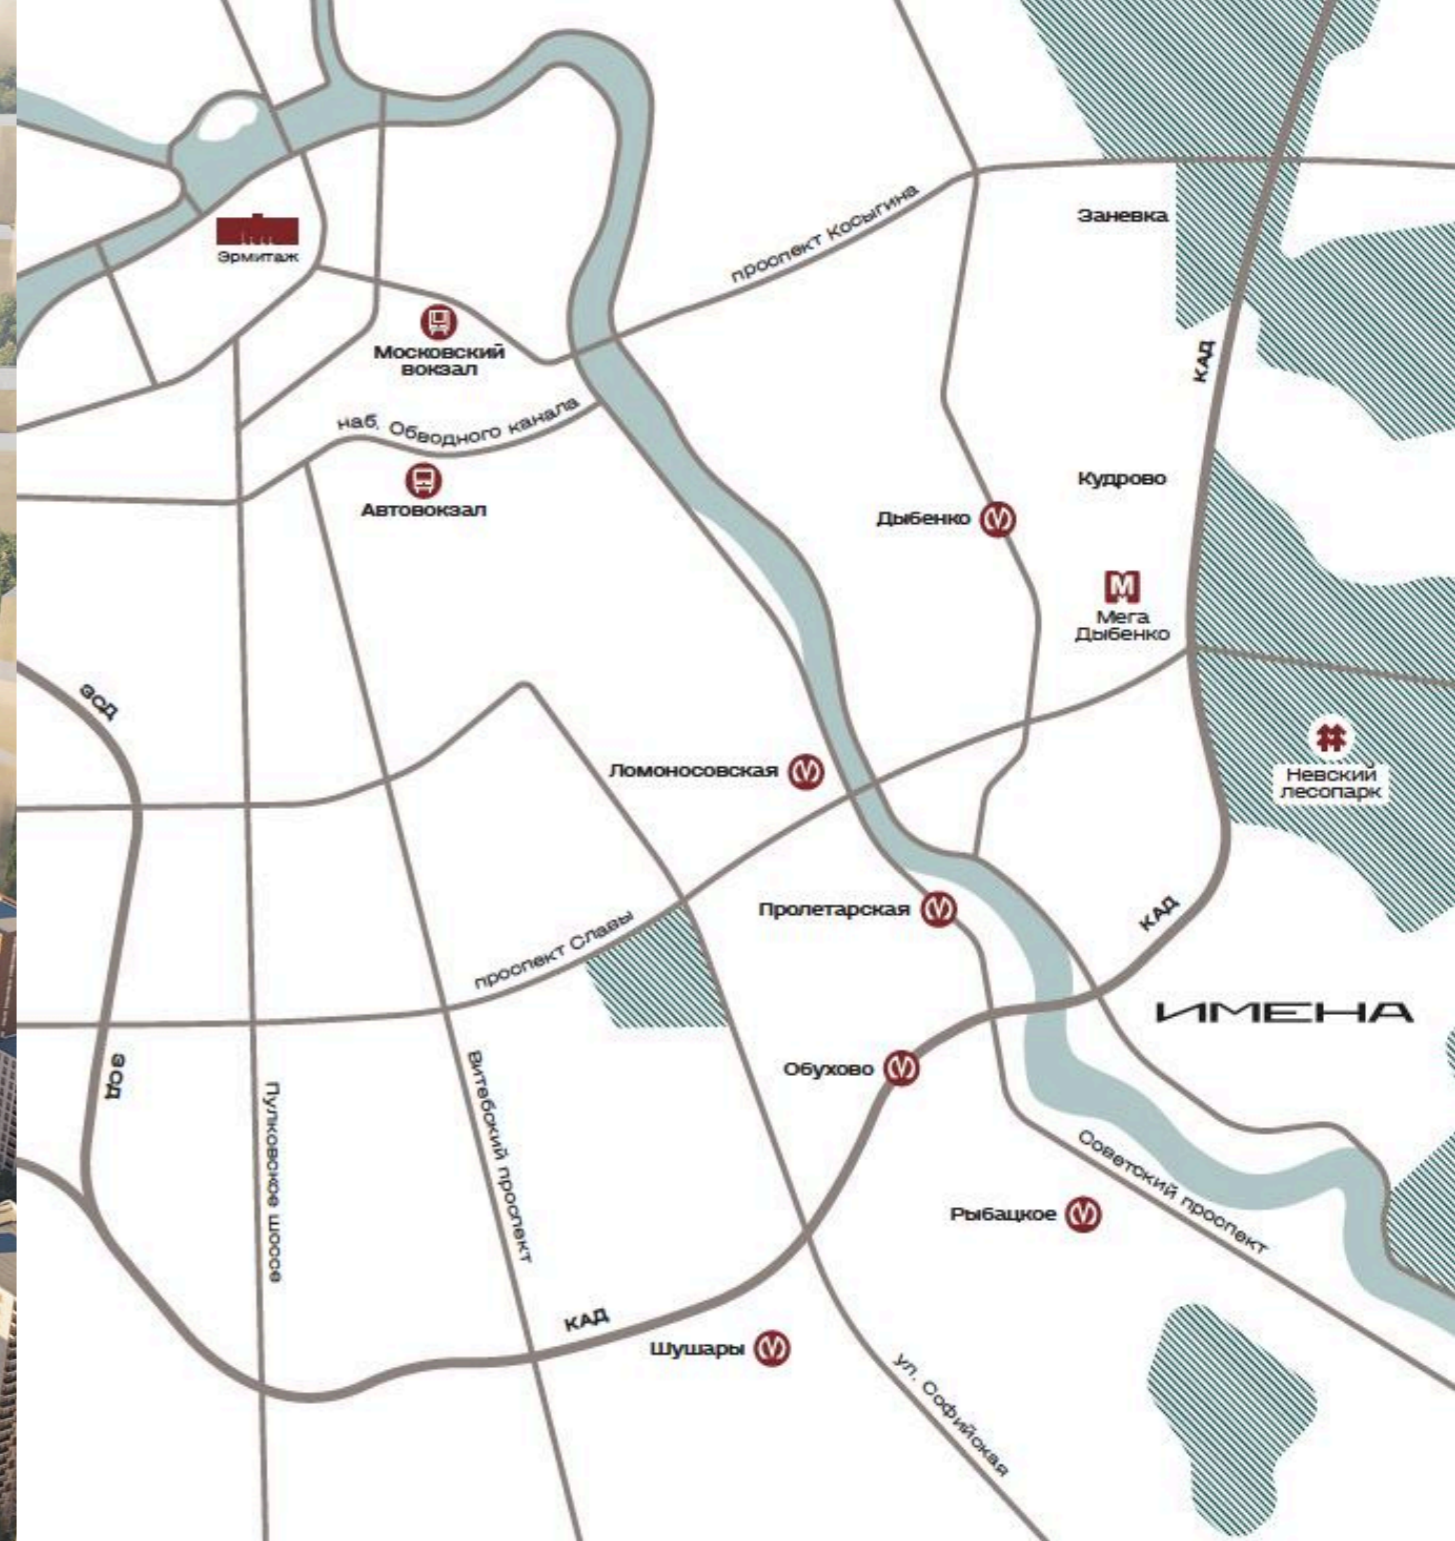 Заневка
проспект Косыгина
Эрмитаж
Московский
вокзал
КАД
наб. Обводного канала
Автовокзал
Кудрово
Дыбенко
М
Мега
Дыбенко
ЗСД
Ломоносовская
Невский
лесопарк
Пролетарская
КАД
проспект Славы
ИМЕНА
Обухово
ЗСД
Пулковское шоссе
Витебский проспект
Советский проспект
Рыбацкое
КАД
Шушары
ул. Софийская